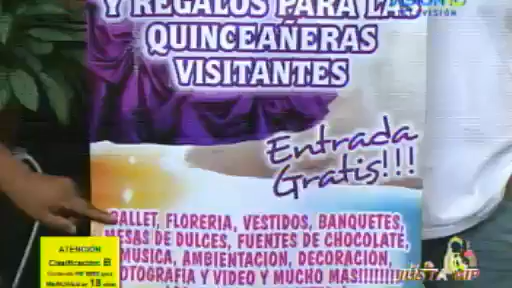 Y REGALOS PARA LAS
QUINCEAÑERAS
VISITANTES
Entrada
Gratis!!!
BALLET, FLORERIA, VESTIDOS, BANQUETES,
MESAS DE DULCES, FUENTES DE CHOCOLATE,
MUSICA, AMBIENTACION, DECORACION,
FOTOGRAFIA Y VIDEO Y MUCHO MAS!!!!!!!!!
ATENCIÓN
Clasificación: B
18